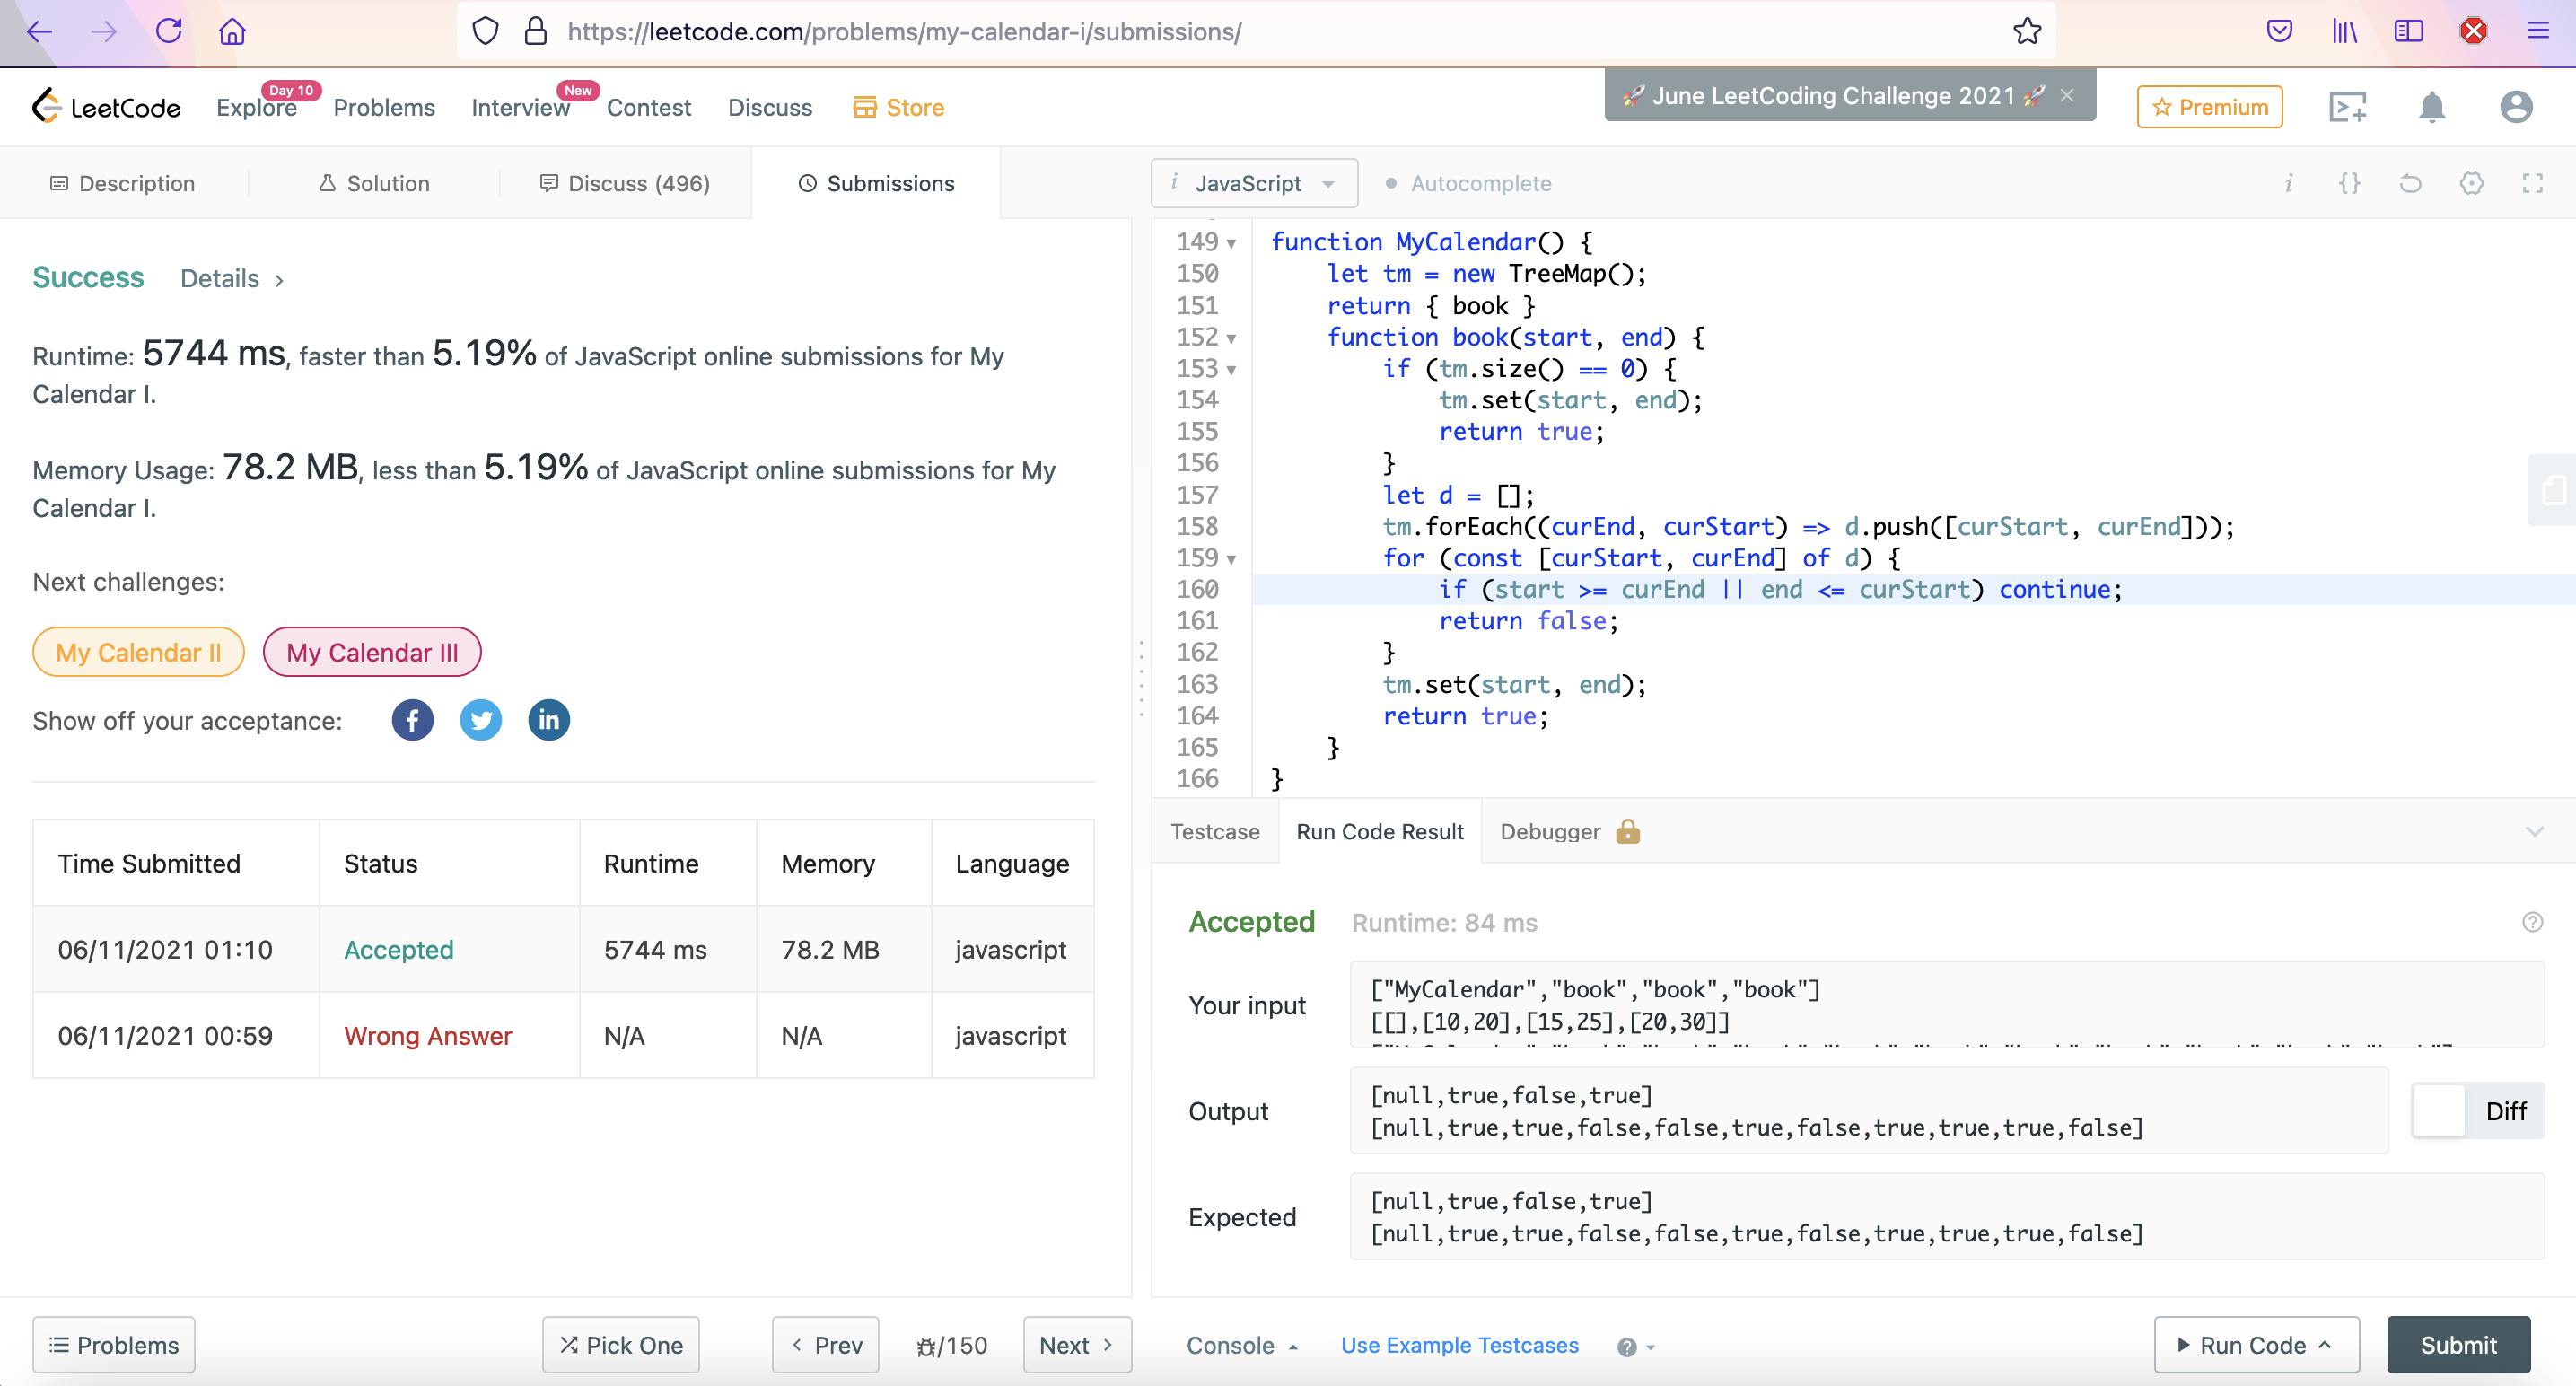 https://leetcode.com/problems/my-calendar-i/submissions/
LeetCode
Explore Day 10
Problems
Interview New
Contest
Discuss
Store
🚀 June LeetCoding Challenge 2021 🚀 ×
Premium
Description
Solution
Discuss (496)
Submissions
Success Details >
Runtime: 5744 ms, faster than 5.19% of JavaScript online submissions for My
Calendar I.
Memory Usage: 78.2 MB, less than 5.19% of JavaScript online submissions for My
Calendar I.
Next challenges:
My Calendar II My Calendar III
Show off your acceptance:
Time Submitted Status Runtime Memory Language
06/11/2021 01:10 Accepted 5744 ms 78.2 MB javascript
06/11/2021 00:59 Wrong Answer N/A N/A javascript
Problems
Pick One
< Prev
/150
Next >
i JavaScript
Autocomplete
i {}
149 function MyCalendar() {
150 let tm = new TreeMap();
151 return { book }
152 function book(start, end) {
153 if (tm.size() == 0) {
154 tm.set(start, end);
155 return true;
156 }
157 let d = [];
158 tm.forEach((curEnd, curStart) => d.push([curStart, curEnd]));
159 for (const [curStart, curEnd] of d) {
160 if (start >= curEnd || end <= curStart) continue;
161 return false;
162 }
163 tm.set(start, end);
164 return true;
165 }
166 }
Testcase Run Code Result Debugger
Accepted Runtime: 84 ms
Your input
["MyCalendar","book","book","book"]
[[],[10,20],[15,25],[20,30]]
Output
[null,true,false,true]
[null,true,true,false,false,true,false,true,true,true,false]
Diff
Expected
[null,true,false,true]
[null,true,true,false,false,true,false,true,true,true,false]
Console
Use Example Testcases
Run Code
Submit